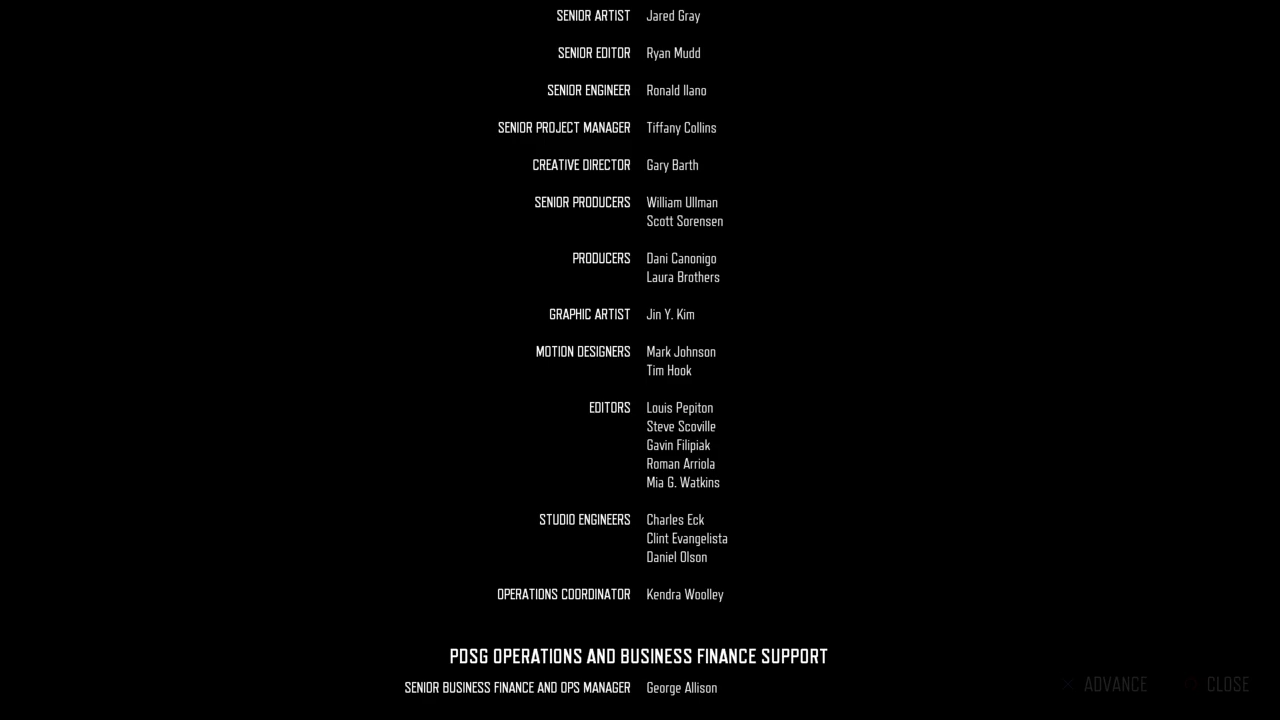 SENIOR ARTIST Jared Gray
SENIOR EDITOR Ryan Mudd
SENIOR ENGINEER Ronald Ilano
SENIOR PROJECT MANAGER Tiffany Collins
CREATIVE DIRECTOR Gary Barth
SENIOR PRODUCERS William Ullman
Scott Sorensen
PRODUCERS Dani Canonigo
Laura Brothers
GRAPHIC ARTIST Jin Y. Kim
MOTION DESIGNERS Mark Johnson
Tim Hook
EDITORS Louis Pepiton
Steve Scoville
Gavin Filipiak
Roman Arriola
Mia G. Watkins
STUDIO ENGINEERS Charles Eck
Clint Evangelista
Daniel Olson
OPERATIONS COORDINATOR Kendra Woolley
PDSG OPERATIONS AND BUSINESS FINANCE SUPPORT
SENIOR BUSINESS FINANCE AND OPS MANAGER George Allison
ADVANCE CLOSE